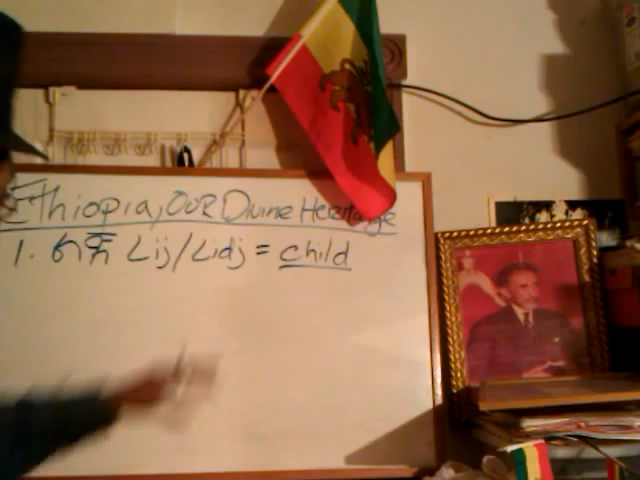 Ethiopia, OUR Divine Heritage
1. ልጅ Lij/Lidj = child